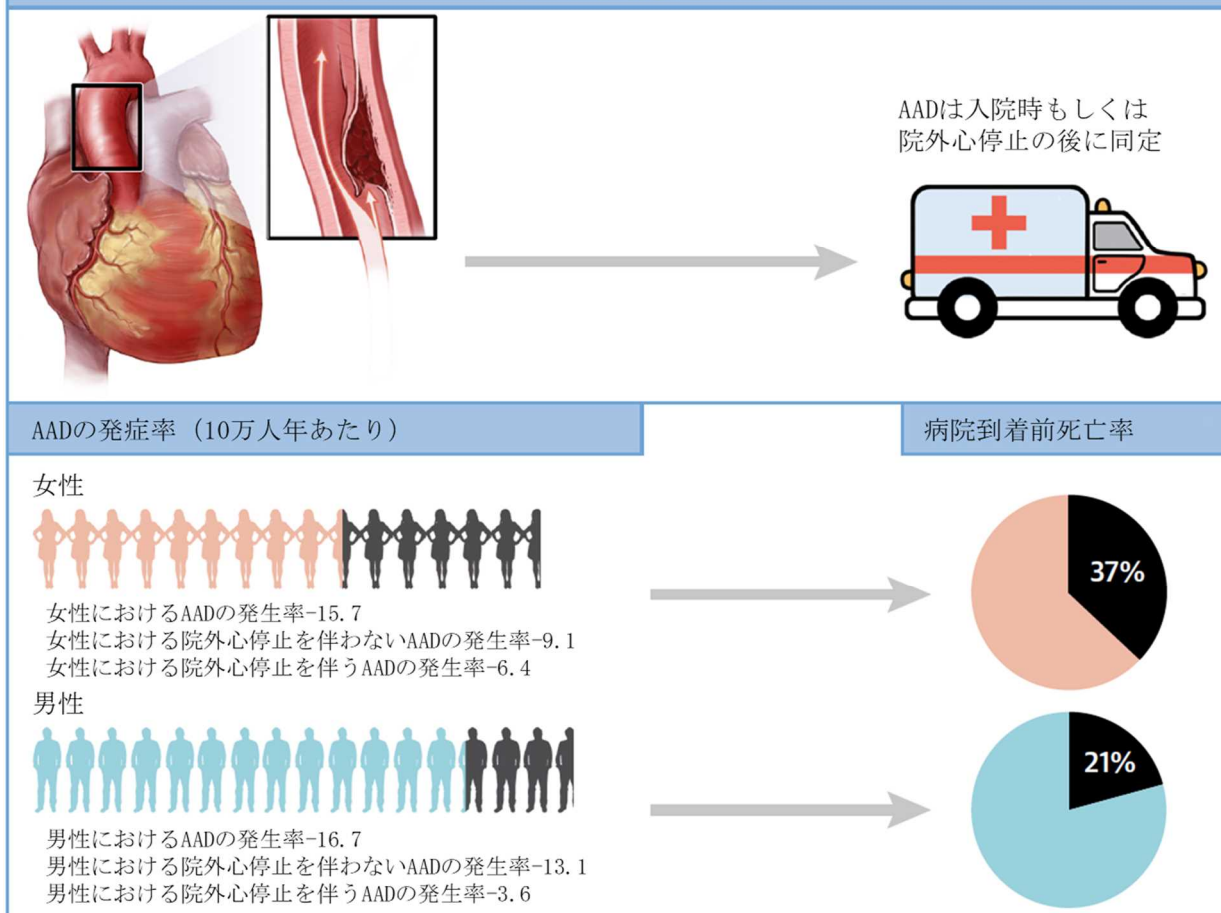 AADは入院時もしくは
院外心停止の後に同定
AADの発症率 (10万人年あたり)
病院到着前死亡率
女性
37%
女性におけるAADの発生率-15.7
女性における院外心停止を伴わないAADの発生率-9.1
女性における院外心停止を伴うAADの発生率-6.4
男性
21%
男性におけるAADの発生率-16.7
男性における院外心停止を伴わないAADの発生率-13.1
男性における院外心停止を伴うAADの発生率-3.6